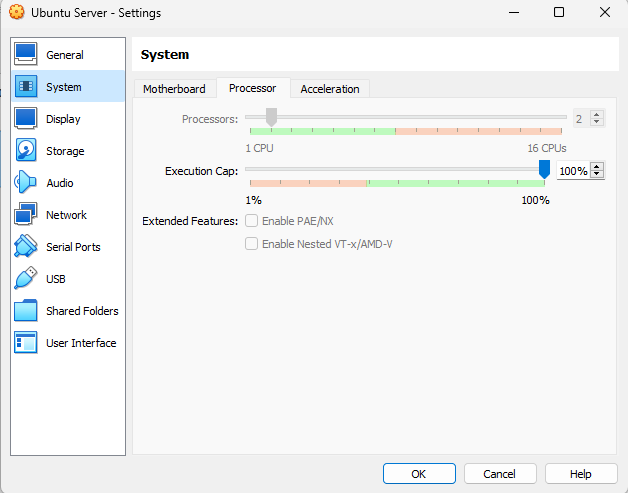 Ubuntu Server - Settings
General
System
Display
Storage
Audio
Network
Serial Ports
USB
Shared Folders
User Interface
System
Motherboard Processor Acceleration
Processors: 2
1 CPU 16 CPUs
Execution Cap: 100%
1% 100%
Extended Features: Enable PAE/NX
Enable Nested VT-x/AMD-V
OK Cancel Help